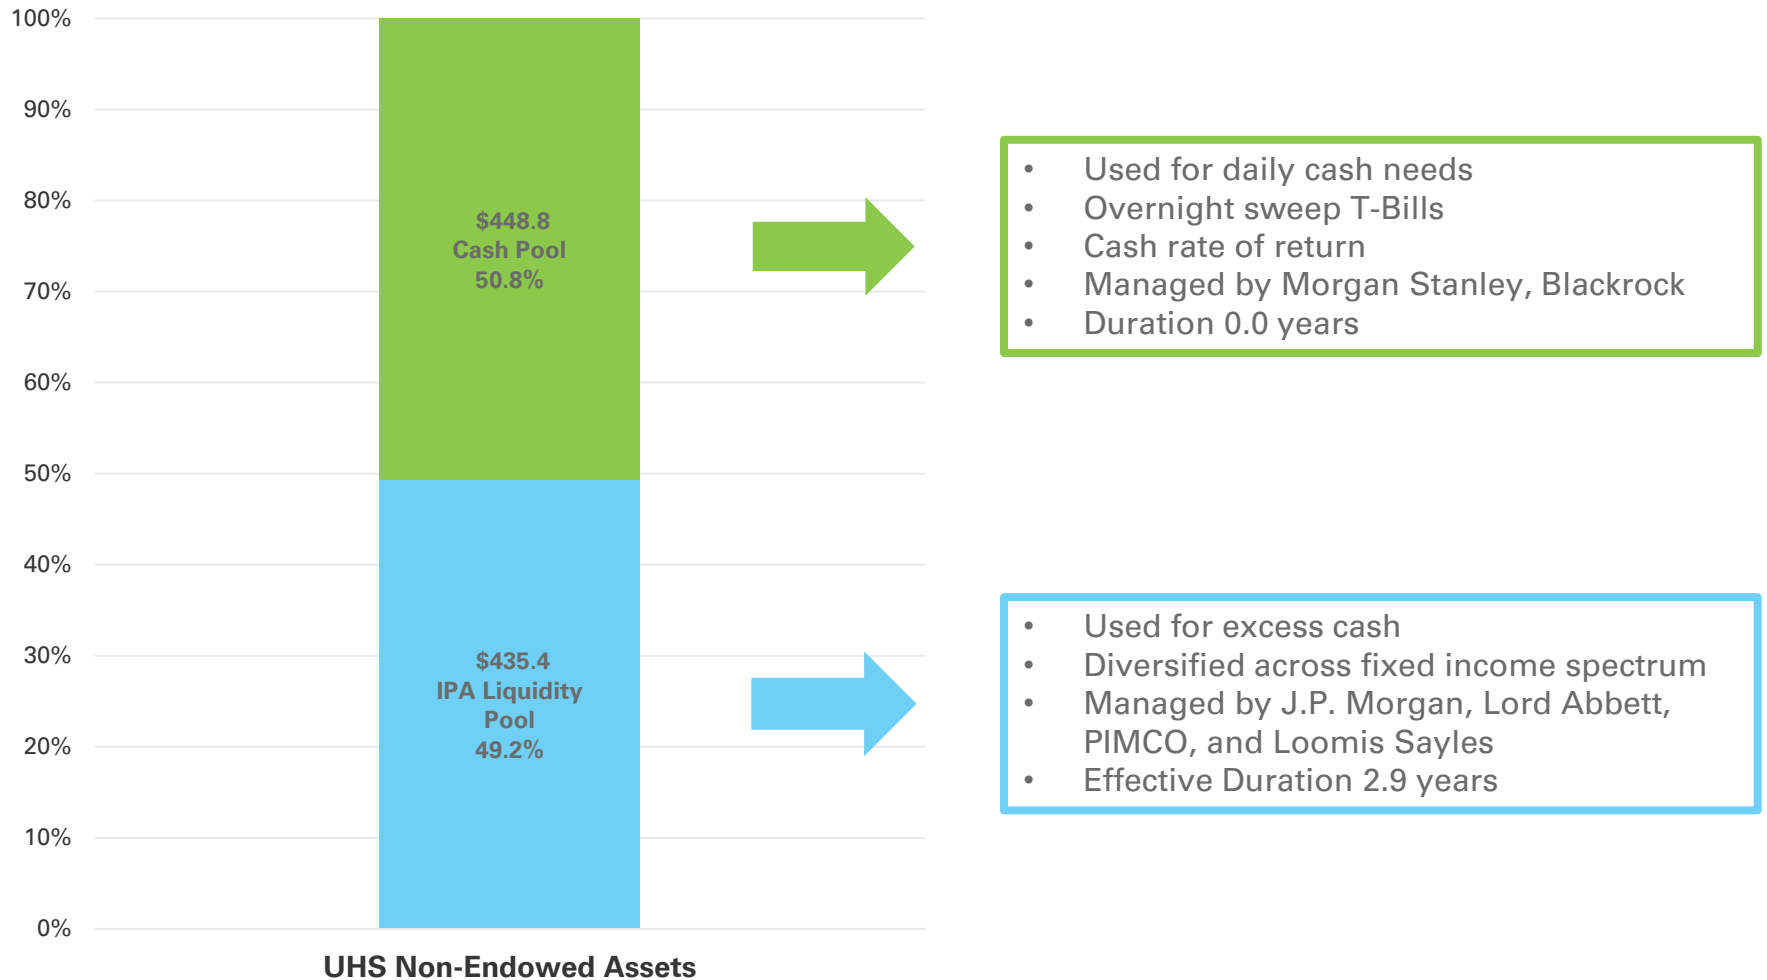 100%
90%
80%
70%
60%
50%
40%
30%
20%
10%
0%
$448.8
Cash Pool
50.8%
$435.4
IPA Liquidity
Pool
49.2%
UHS Non-Endowed Assets
• Used for daily cash needs
• Overnight sweep T-Bills
• Cash rate of return
• Managed by Morgan Stanley, Blackrock
• Duration 0.0 years
• Used for excess cash
• Diversified across fixed income spectrum
• Managed by J.P. Morgan, Lord Abbett,
PIMCO, and Loomis Sayles
• Effective Duration 2.9 years